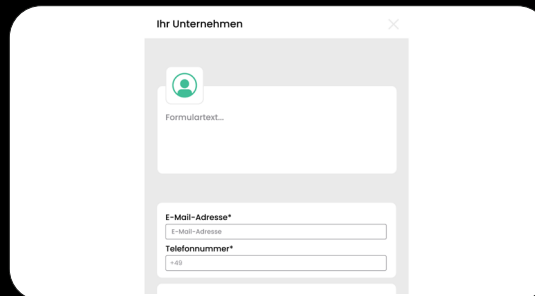 Ihr Unternehmen
Formulartext...
E-Mail-Adresse*
E-Mail-Adresse
Telefonnummer*
+49